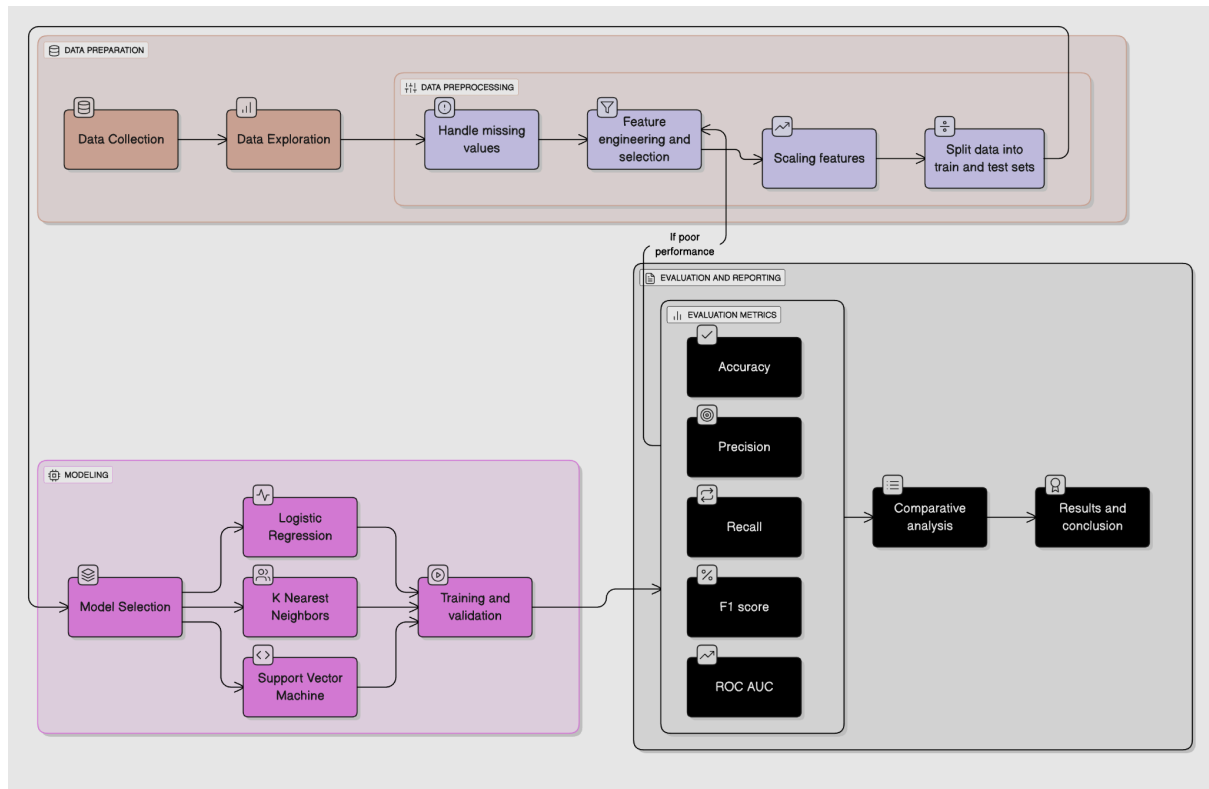 DATA PREPARATION
DATA PREPROCESSING
Data Collection
Data Exploration
Handle missing
values
Feature
engineering and
selection
Scaling features
Split data into
train and test sets
If poor
performance
EVALUATION AND REPORTING
EVALUATION METRICS
Accuracy
Precision
Recall
F1 score
ROC AUC
Comparative
analysis
Results and
conclusion
MODELING
Model Selection
Logistic
Regression
K Nearest
Neighbors
Support Vector
Machine
Training and
validation